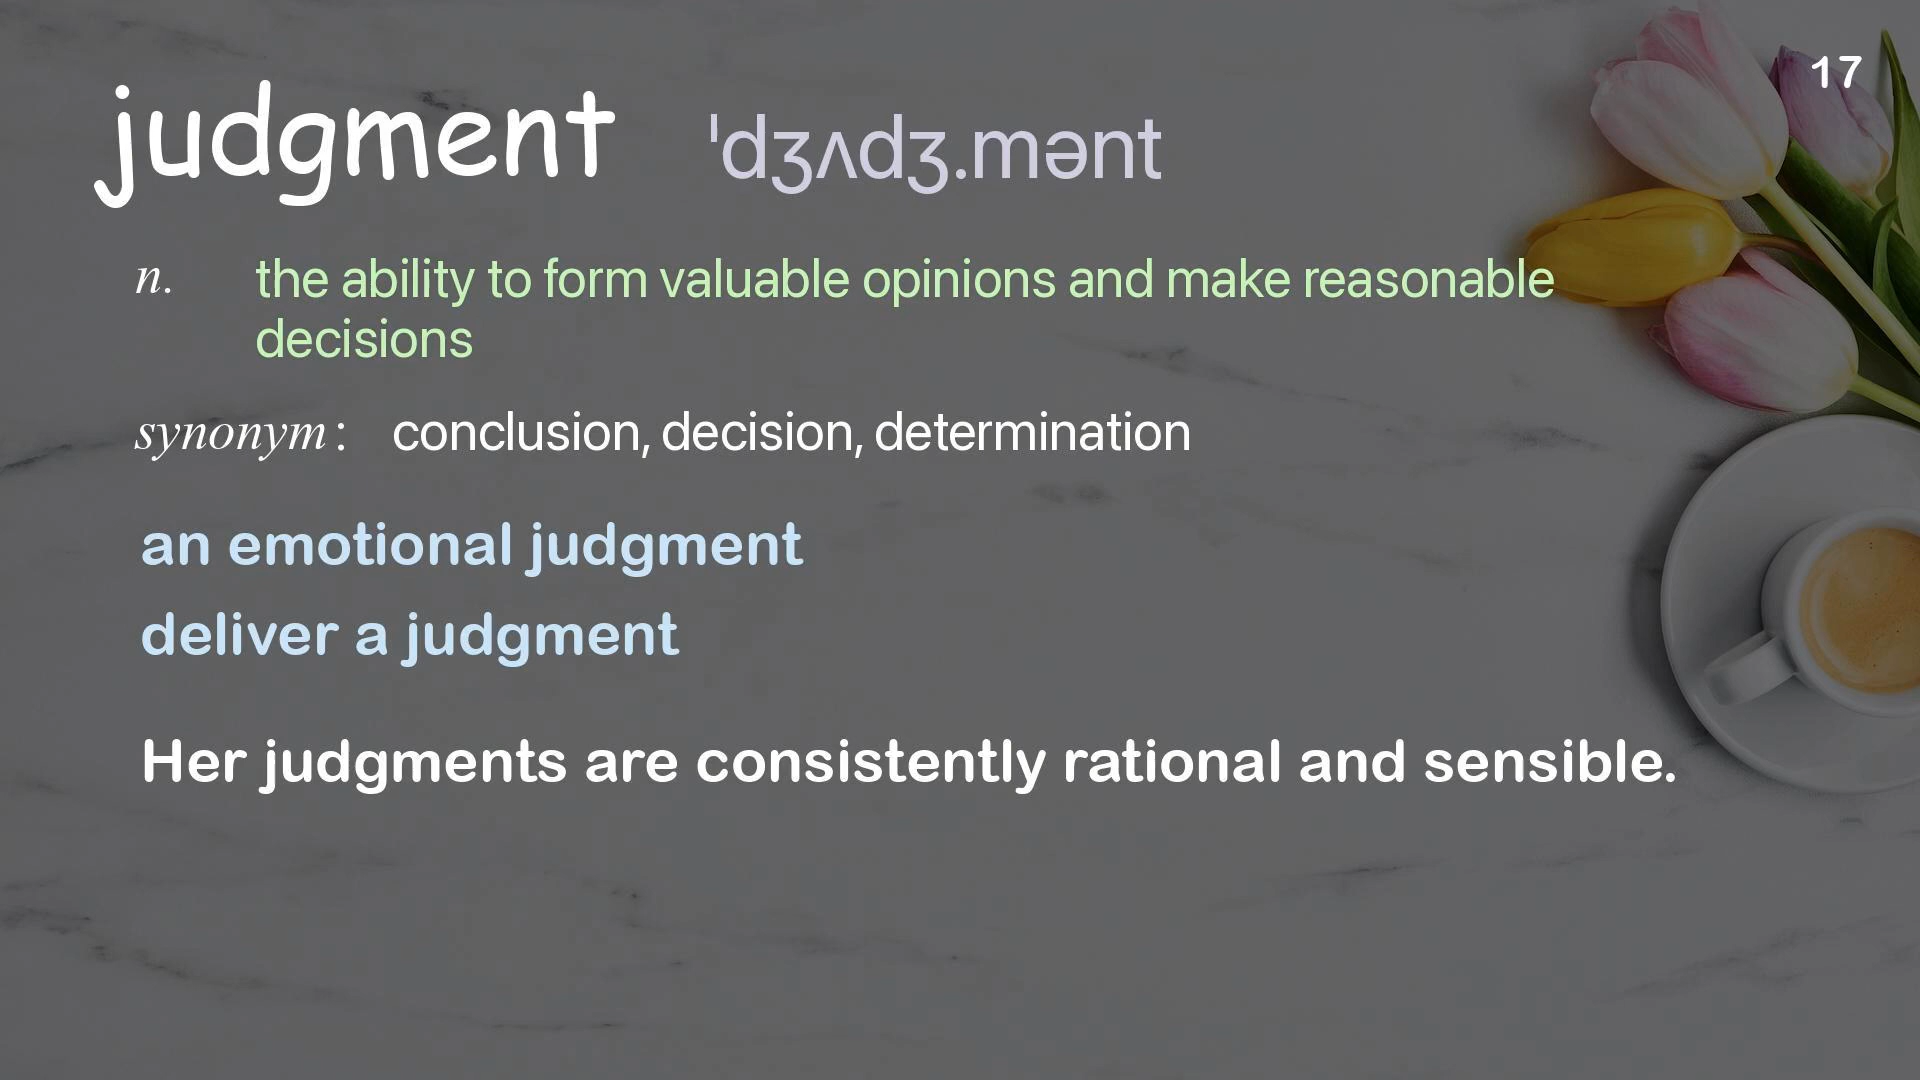 17
judgment ˈdʒʌdʒ.mənt
n. the ability to form valuable opinions and make reasonable
decisions
synonym: conclusion, decision, determination
an emotional judgment
deliver a judgment
Her judgments are consistently rational and sensible.